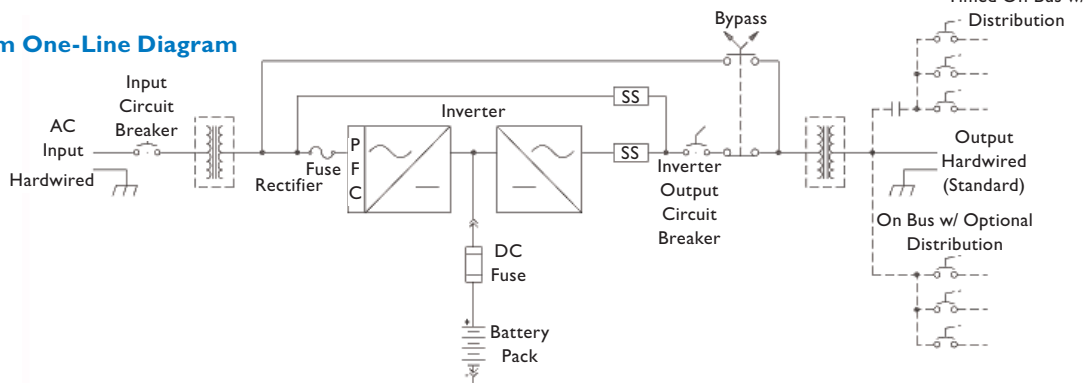 Distribution
Bypass
One-Line Diagram
Input
Circuit
Breaker
AC
Input
Hardwired
Inverter
SS
SS
P
F
C
Fuse
Rectifier
Inverter
Output
Circuit
Breaker
Output
Hardwired
(Standard)
On Bus w/ Optional
Distribution
DC
Fuse
Battery
Pack